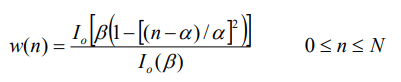 w(n) = I_o[β(1−[(n−α)/α]²)] / I_o(β)    0 ≤ n ≤ N